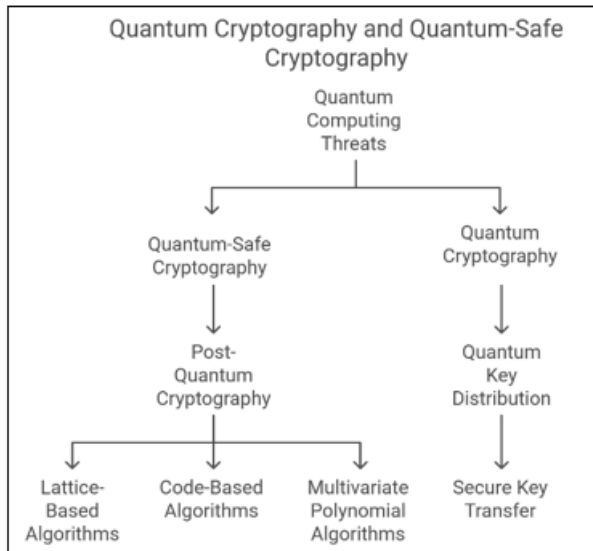 Quantum Cryptography and Quantum-Safe
Cryptography
Quantum
Computing
Threats
Quantum-Safe
Cryptography
Quantum
Cryptography
Post-
Quantum
Cryptography
Quantum
Key
Distribution
Lattice-
Based
Algorithms
Code-Based
Algorithms
Multivariate
Polynomial
Algorithms
Secure Key
Transfer